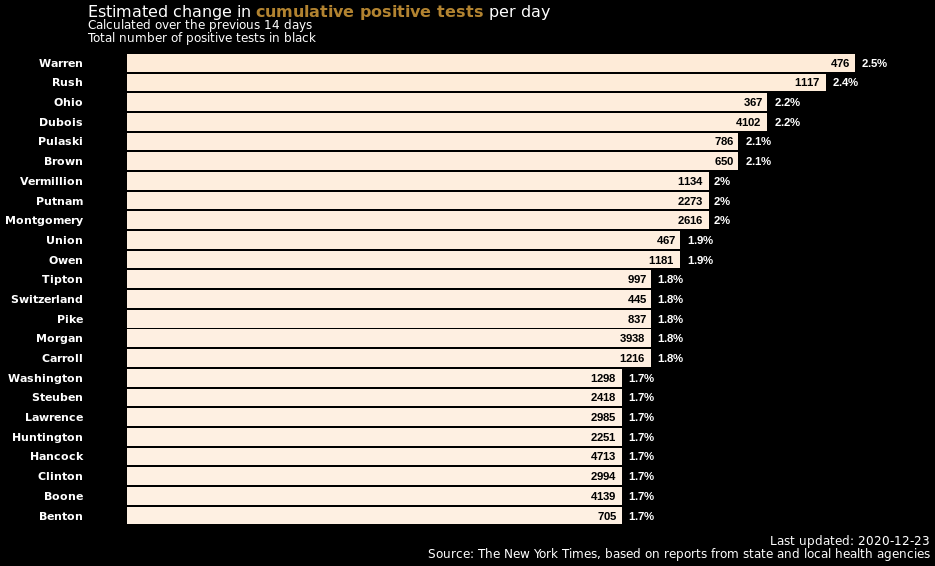 Estimated change in cumulative positive tests per day
Calculated over the previous 14 days
Total number of positive tests in black
Warren 476 2.5%
Rush 1117 2.4%
Ohio 367 2.2%
Dubois 4102 2.2%
Pulaski 786 2.1%
Brown 650 2.1%
Vermillion 1134 2%
Putnam 2273 2%
Montgomery 2616 2%
Union 467 1.9%
Owen 1181 1.9%
Tipton 997 1.8%
Switzerland 445 1.8%
Pike 837 1.8%
Morgan 3938 1.8%
Carroll 1216 1.8%
Washington 1298 1.7%
Steuben 2418 1.7%
Lawrence 2985 1.7%
Huntington 2251 1.7%
Hancock 4713 1.7%
Clinton 2994 1.7%
Boone 4139 1.7%
Benton 705 1.7%
Last updated: 2020-12-23
Source: The New York Times, based on reports from state and local health agencies